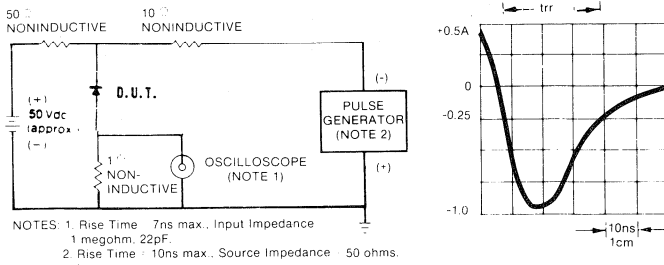 50 Ω
NONINDUCTIVE
10 Ω
NONINDUCTIVE
(+)
50 Vdc
(approx.)
(−)
D.U.T.
1 Ω
NON-
INDUCTIVE
OSCILLOSCOPE
(NOTE 1)
(-)
PULSE
GENERATOR
(NOTE 2)
(+)
trr
+0.5A
0
-0.25
-1.0
10ns
1cm
NOTES: 1. Rise Time 7ns max., Input Impedance
1 megohm, 22pF.
2. Rise Time 10ns max., Source Impedance 50 ohms.